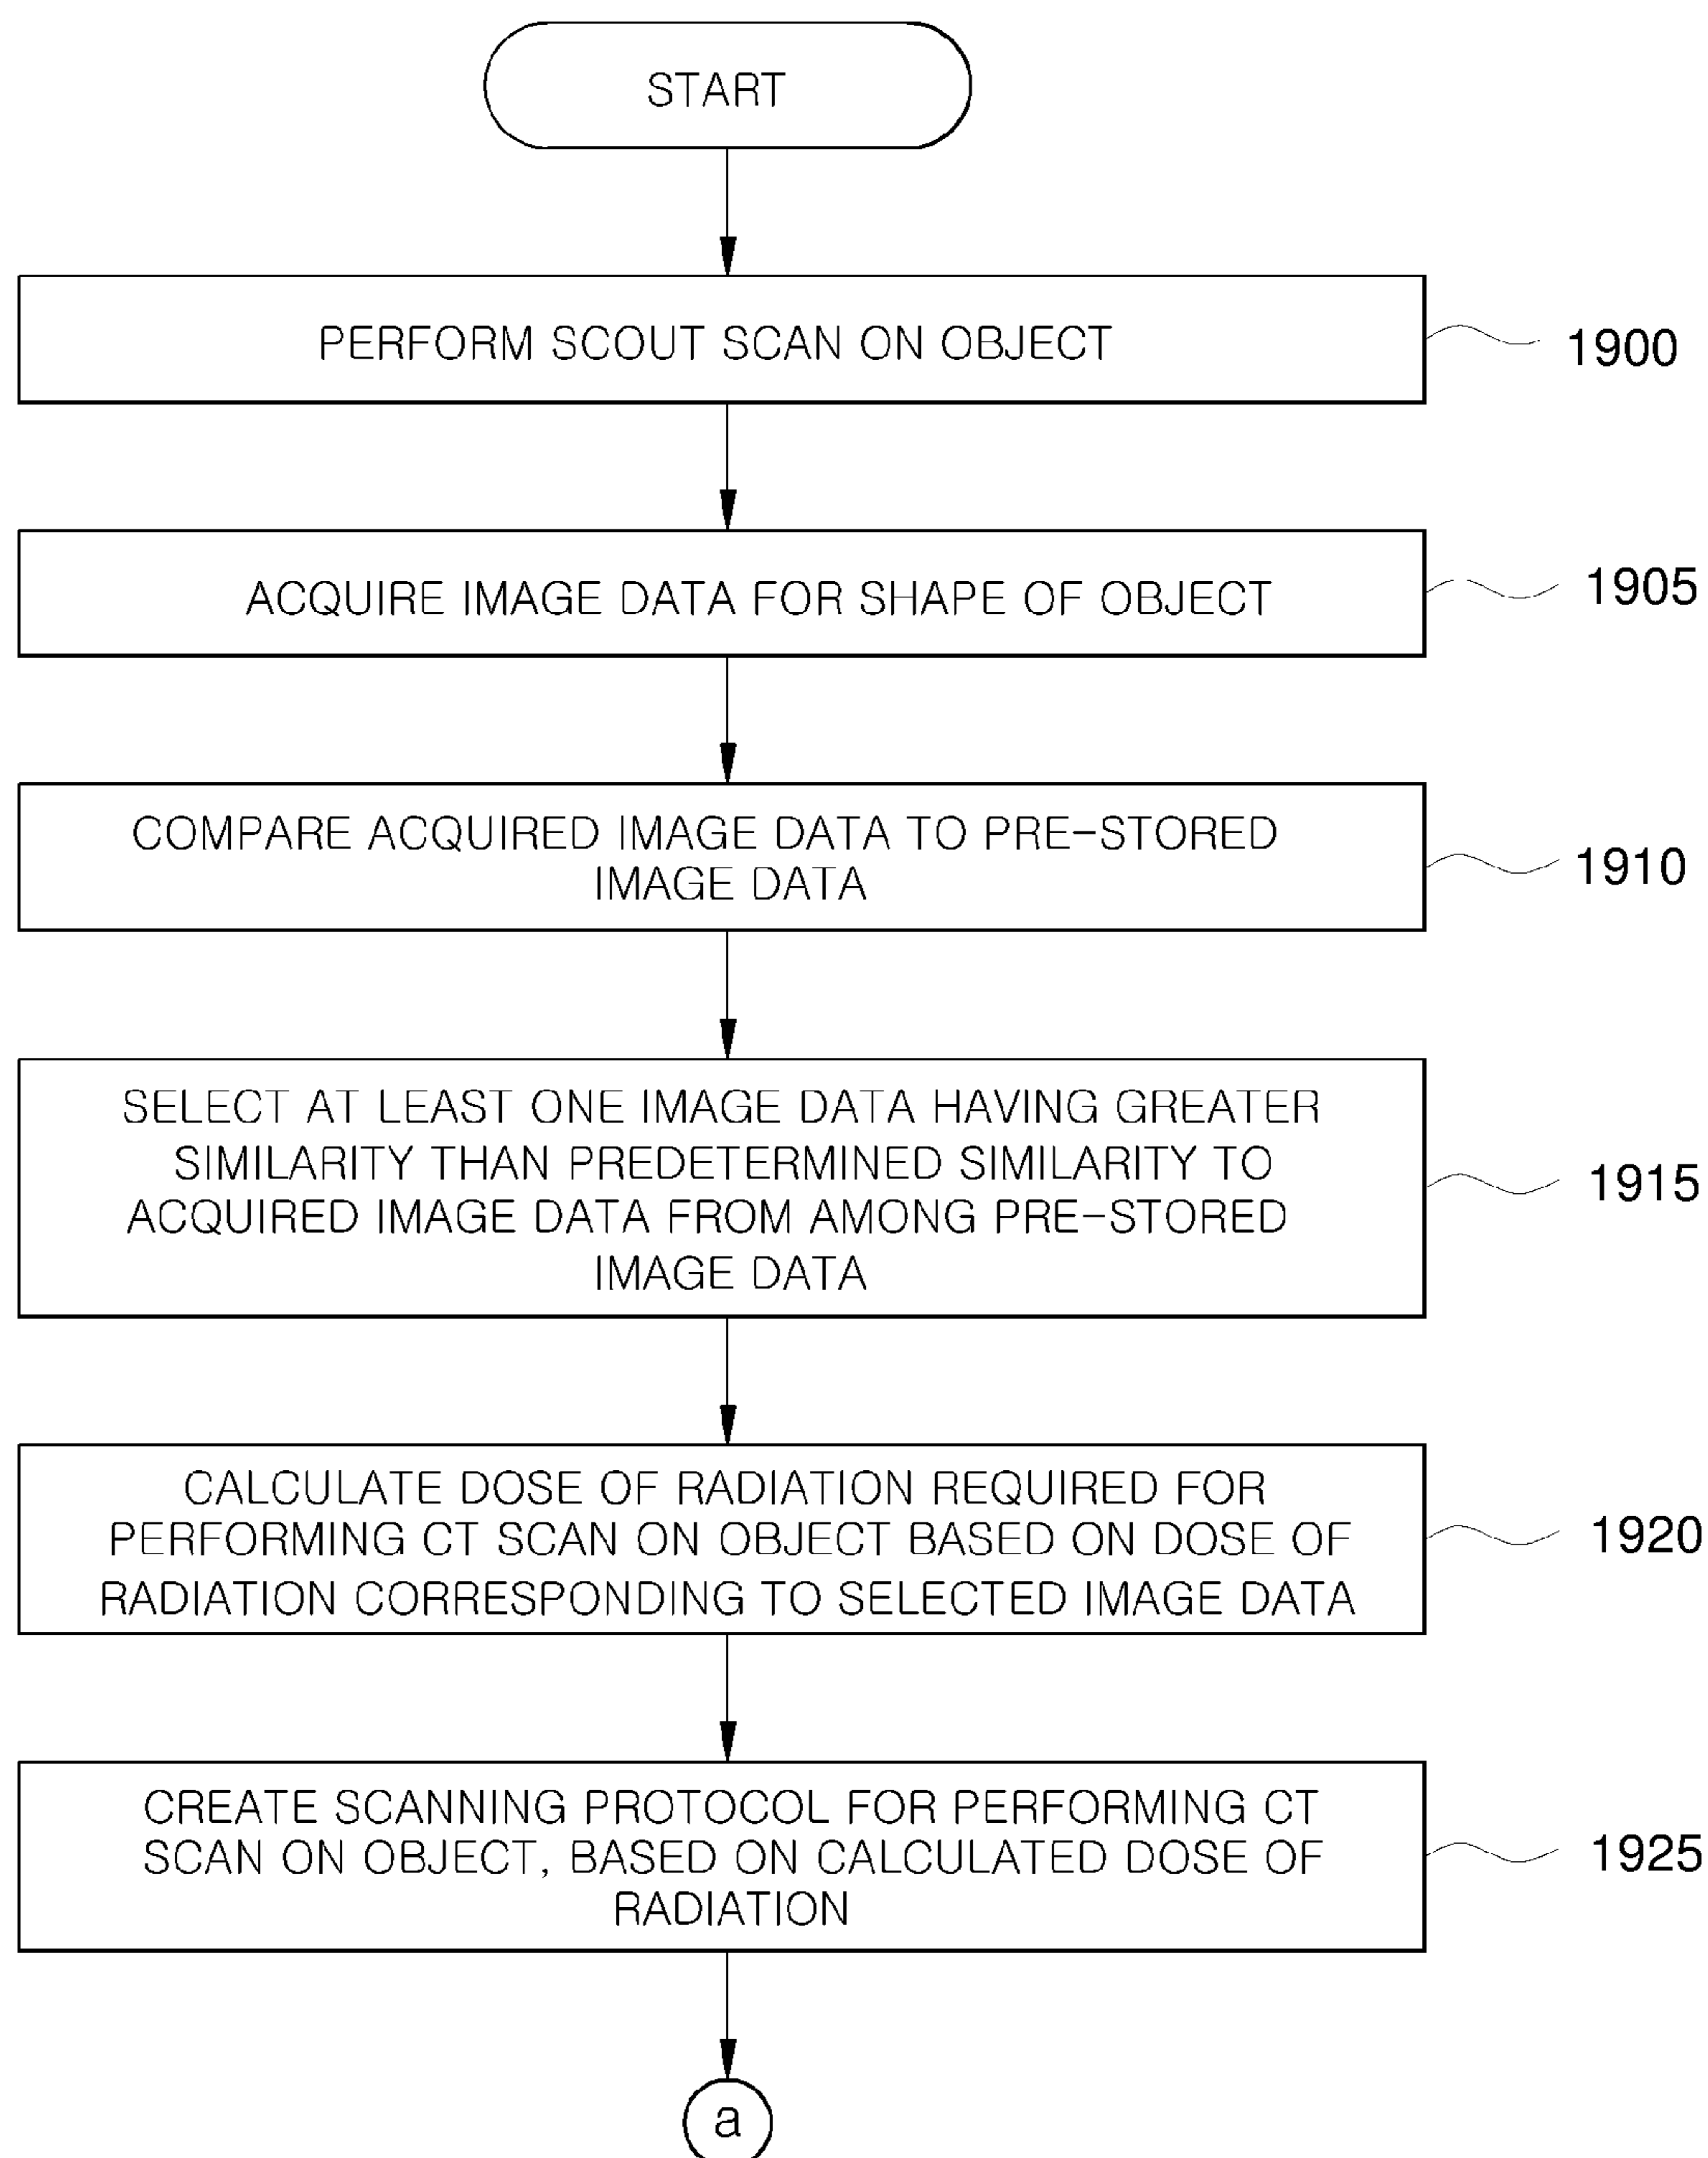 START
PERFORM SCOUT SCAN ON OBJECT
1900
ACQUIRE IMAGE DATA FOR SHAPE OF OBJECT
1905
COMPARE ACQUIRED IMAGE DATA TO PRE-STORED
IMAGE DATA
1910
SELECT AT LEAST ONE IMAGE DATA HAVING GREATER
SIMILARITY THAN PREDETERMINED SIMILARITY TO
ACQUIRED IMAGE DATA FROM AMONG PRE-STORED
IMAGE DATA
1915
CALCULATE DOSE OF RADIATION REQUIRED FOR
PERFORMING CT SCAN ON OBJECT BASED ON DOSE OF
RADIATION CORRESPONDING TO SELECTED IMAGE DATA
1920
CREATE SCANNING PROTOCOL FOR PERFORMING CT
SCAN ON OBJECT, BASED ON CALCULATED DOSE OF
RADIATION
1925
a